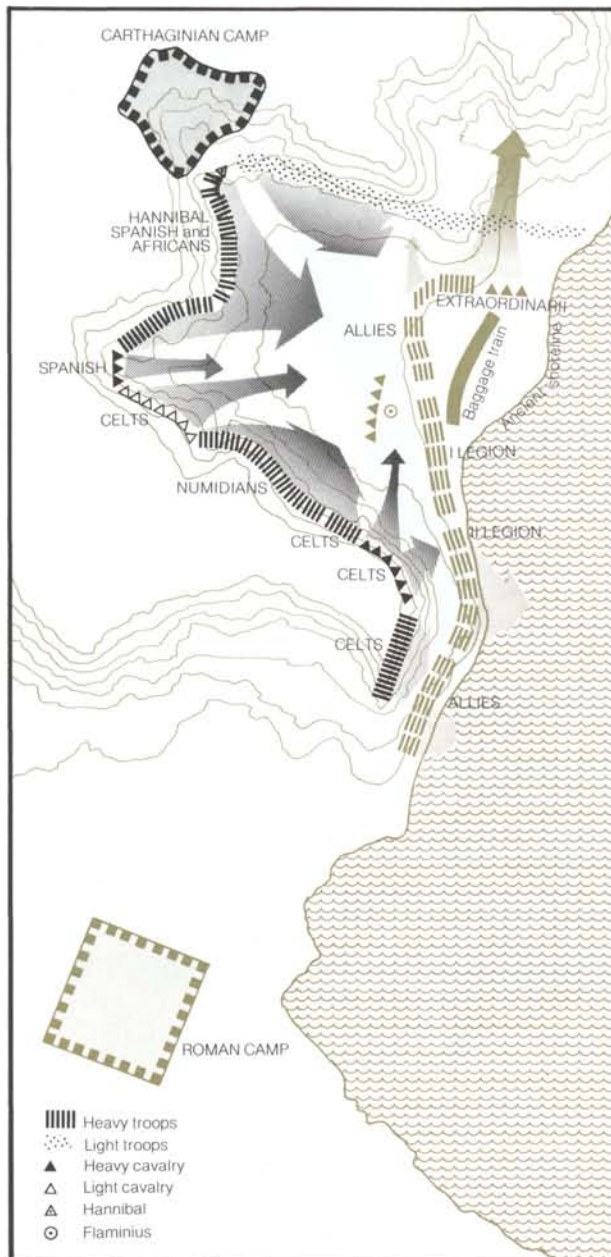 CARTHAGINIAN CAMP
HANNIBAL
SPANISH and
AFRICANS
EXTRAORDINARII
ALLIES
SPANISH
Baggage train
Ancient shoreline
CELTS
I LEGION
NUMIDIANS
II LEGION
CELTS
CELTS
CELTS
ALLIES
ROMAN CAMP
Heavy troops
Light troops
Heavy cavalry
Light cavalry
Hannibal
Flaminius